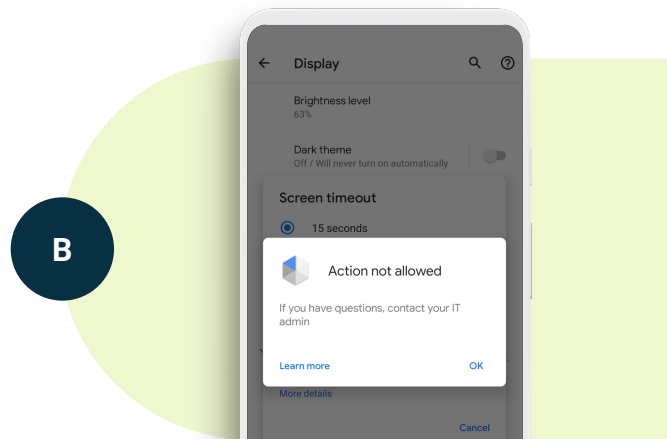 Display
Brightness level
63%
Dark theme
Off / Will never turn on automatically
Screen timeout
15 seconds
B
Action not allowed
If you have questions, contact your IT
admin
Learn more
OK
More details
Cancel